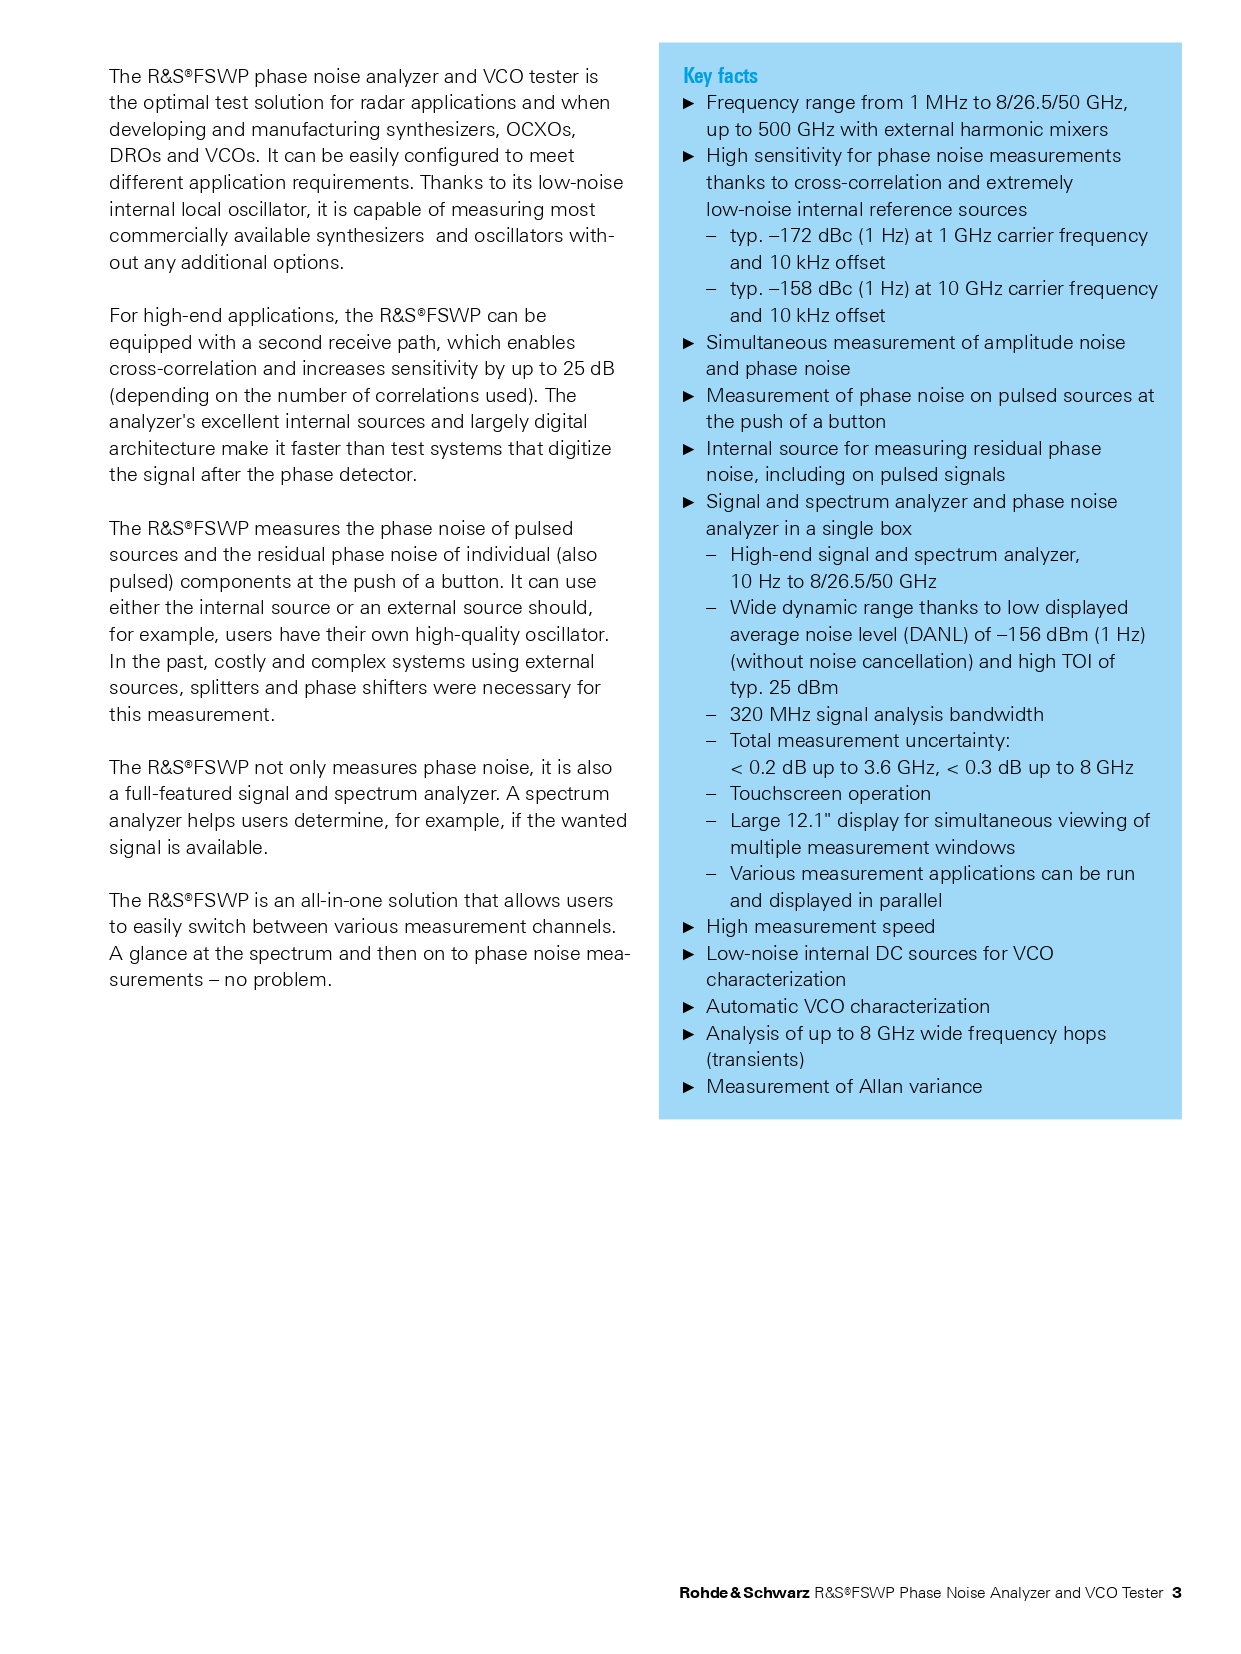 The R&S®FSWP phase noise analyzer and VCO tester is
the optimal test solution for radar applications and when
developing and manufacturing synthesizers, OCXOs,
DROs and VCOs. It can be easily configured to meet
different application requirements. Thanks to its low-noise
internal local oscillator, it is capable of measuring most
commercially available synthesizers  and oscillators with-
out any additional options.
For high-end applications, the R&S®FSWP can be
equipped with a second receive path, which enables
cross-correlation and increases sensitivity by up to 25 dB
(depending on the number of correlations used). The
analyzer's excellent internal sources and largely digital
architecture make it faster than test systems that digitize
the signal after the phase detector.
The R&S®FSWP measures the phase noise of pulsed
sources and the residual phase noise of individual (also
pulsed) components at the push of a button. It can use
either the internal source or an external source should,
for example, users have their own high-quality oscillator.
In the past, costly and complex systems using external
sources, splitters and phase shifters were necessary for
this measurement.
The R&S®FSWP not only measures phase noise, it is also
a full-featured signal and spectrum analyzer. A spectrum
analyzer helps users determine, for example, if the wanted
signal is available.
The R&S®FSWP is an all-in-one solution that allows users
to easily switch between various measurement channels.
A glance at the spectrum and then on to phase noise mea-
surements – no problem.
Key facts
► Frequency range from 1 MHz to 8/26.5/50 GHz,
up to 500 GHz with external harmonic mixers
► High sensitivity for phase noise measurements
thanks to cross-correlation and extremely
low-noise internal reference sources
– typ. –172 dBc (1 Hz) at 1 GHz carrier frequency
and 10 kHz offset
– typ. –158 dBc (1 Hz) at 10 GHz carrier frequency
and 10 kHz offset
► Simultaneous measurement of amplitude noise
and phase noise
► Measurement of phase noise on pulsed sources at
the push of a button
► Internal source for measuring residual phase
noise, including on pulsed signals
► Signal and spectrum analyzer and phase noise
analyzer in a single box
– High-end signal and spectrum analyzer,
10 Hz to 8/26.5/50 GHz
– Wide dynamic range thanks to low displayed
average noise level (DANL) of –156 dBm (1 Hz)
(without noise cancellation) and high TOI of
typ. 25 dBm
– 320 MHz signal analysis bandwidth
– Total measurement uncertainty:
< 0.2 dB up to 3.6 GHz, < 0.3 dB up to 8 GHz
– Touchscreen operation
– Large 12.1" display for simultaneous viewing of
multiple measurement windows
– Various measurement applications can be run
and displayed in parallel
► High measurement speed
► Low-noise internal DC sources for VCO
characterization
► Automatic VCO characterization
► Analysis of up to 8 GHz wide frequency hops
(transients)
► Measurement of Allan variance
Rohde & Schwarz R&S®FSWP Phase Noise Analyzer and VCO Tester 3